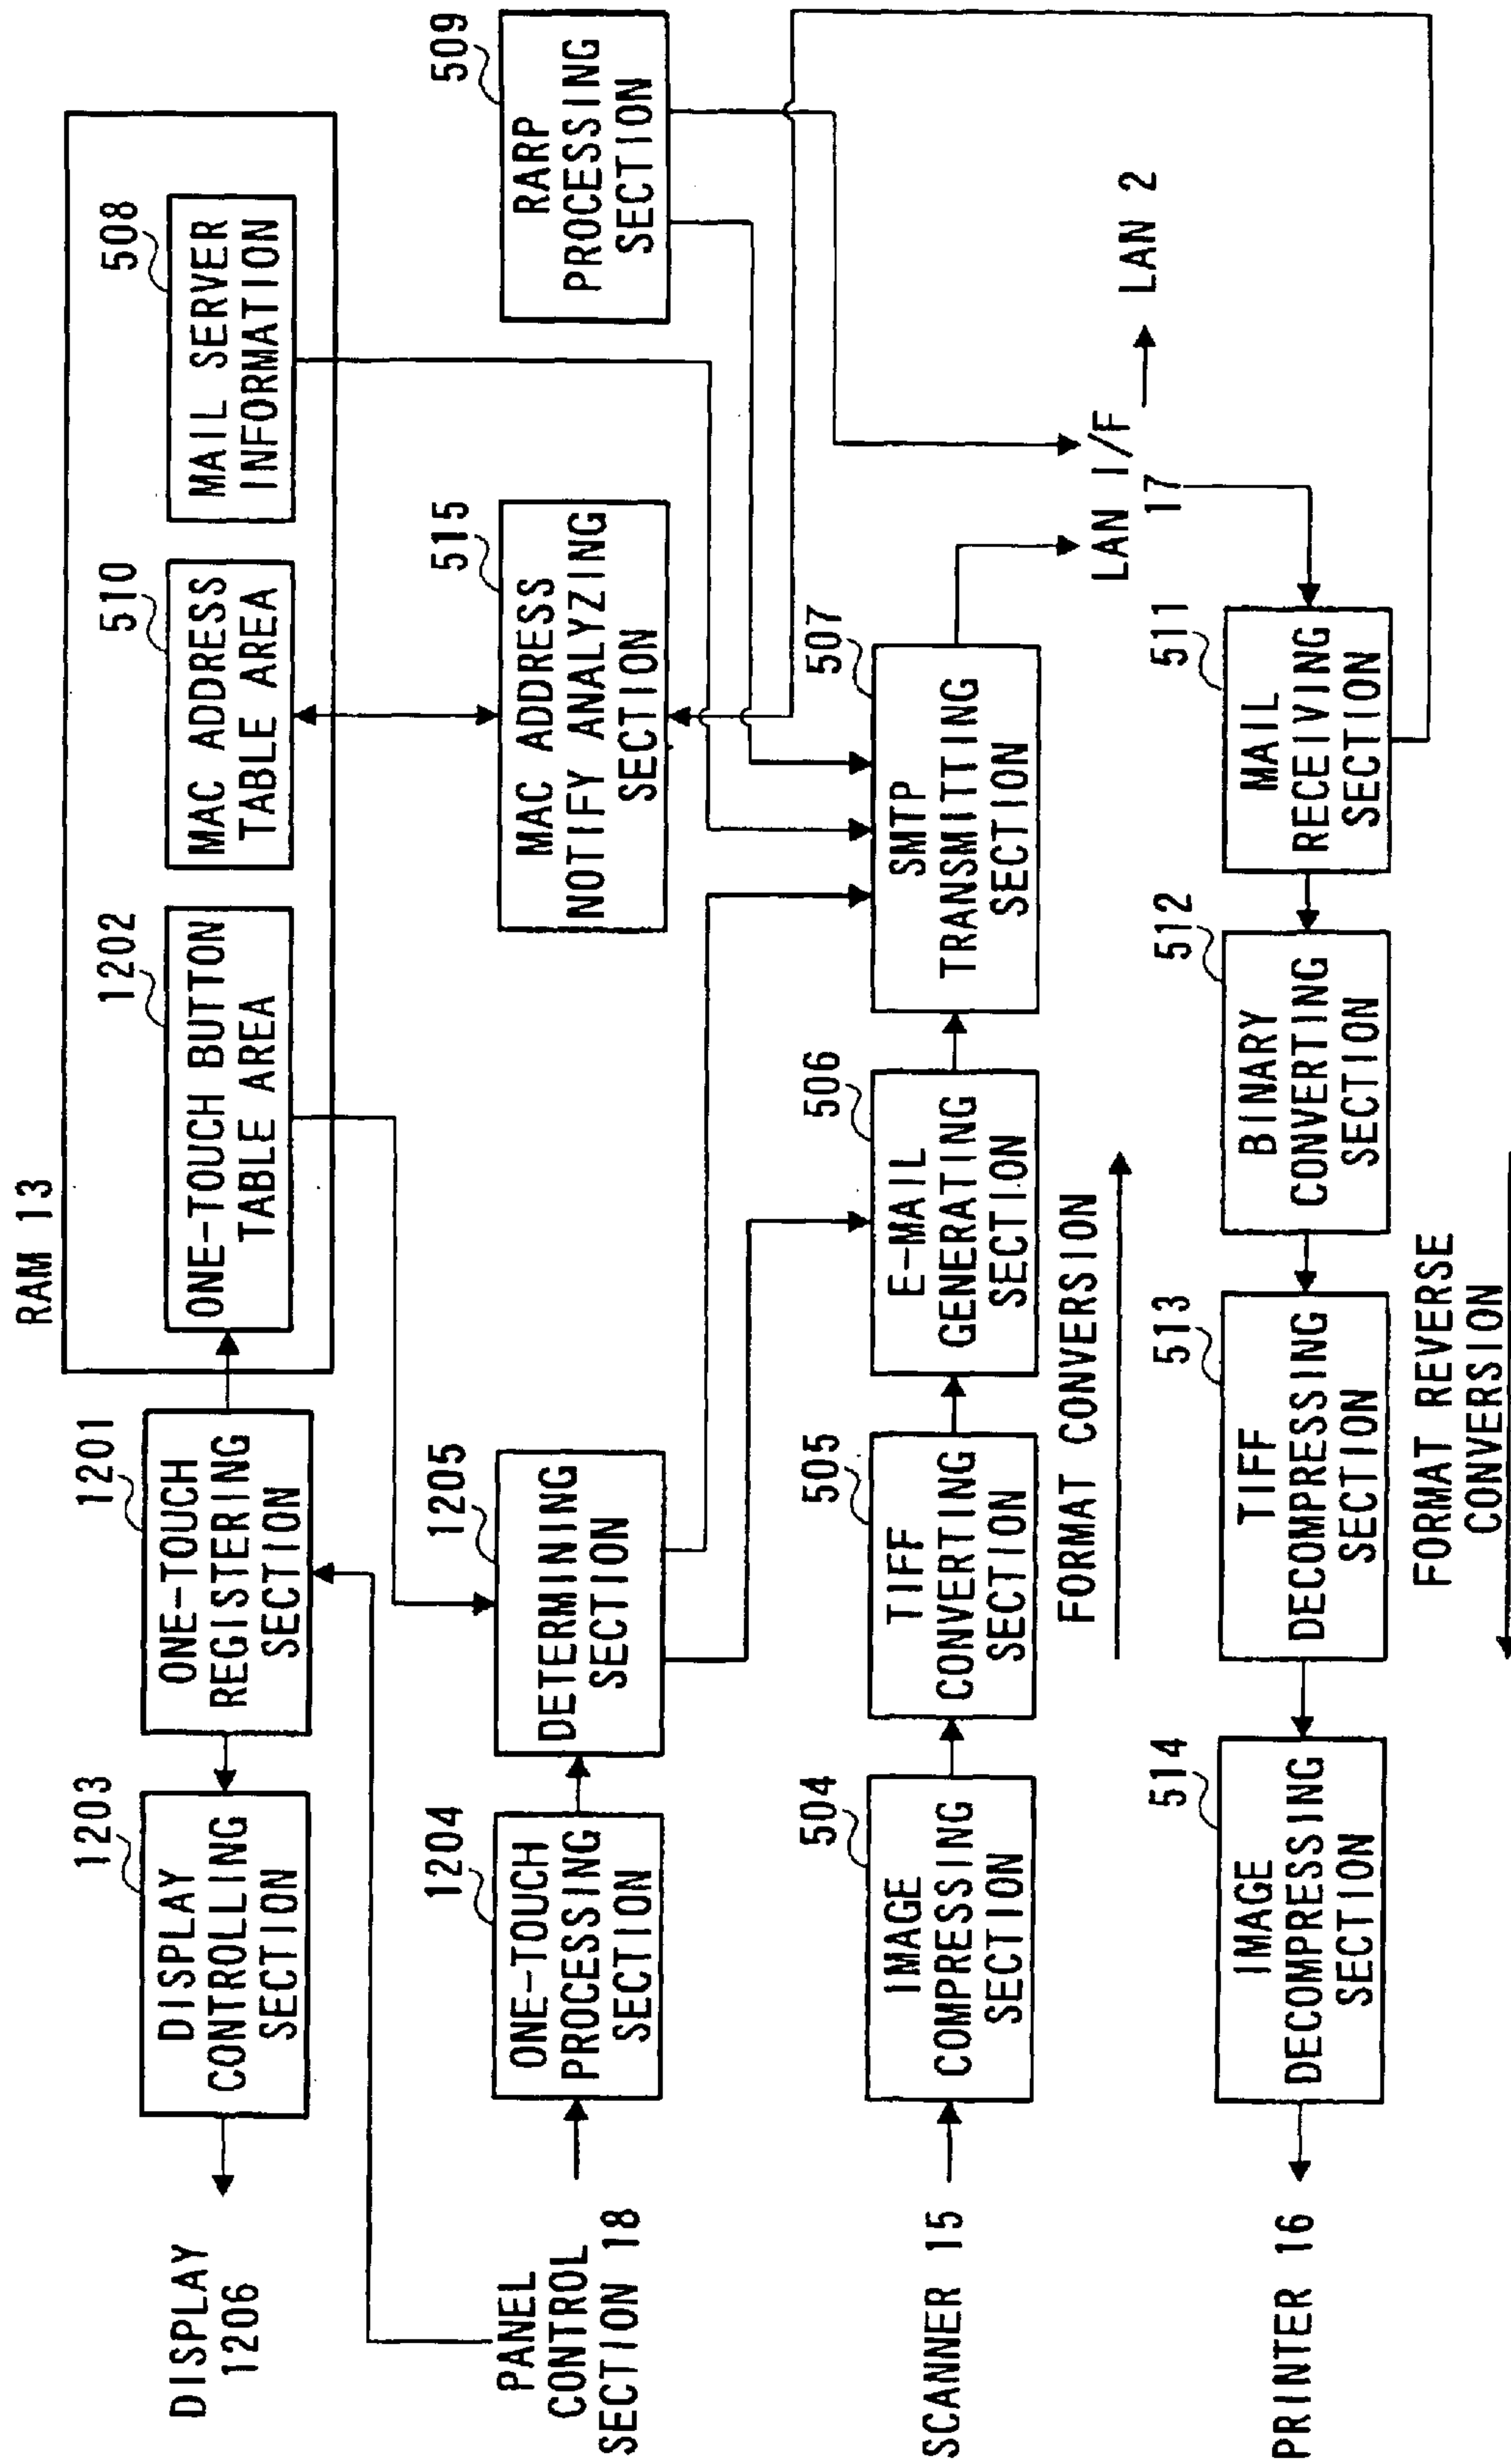 RAM 13
DISPLAY
1206
1203
DISPLAY
CONTROLLING
SECTION
1201
ONE-TOUCH
REGISTERING
SECTION
1202
ONE-TOUCH BUTTON
TABLE AREA
510
MAC ADDRESS
TABLE AREA
508
MAIL SERVER
INFORMATION
PANEL
CONTROL
SECTION 18
1204
ONE-TOUCH
PROCESSING
SECTION
1205
DETERMINING
SECTION
515
MAC ADDRESS
NOTIFY ANALYZING
SECTION
509
RARP
PROCESSING
SECTION
SCANNER 15
504
IMAGE
COMPRESSING
SECTION
505
TIFF
CONVERTING
SECTION
506
E-MAIL
GENERATING
SECTION
507
SMTP
TRANSMITTING
SECTION
LAN I/F
17
LAN 2
FORMAT CONVERSION
PRINTER 16
514
IMAGE
DECOMPRESSING
SECTION
513
TIFF
DECOMPRESSING
SECTION
512
BINARY
CONVERTING
SECTION
511
MAIL
RECEIVING
SECTION
FORMAT REVERSE
CONVERSION